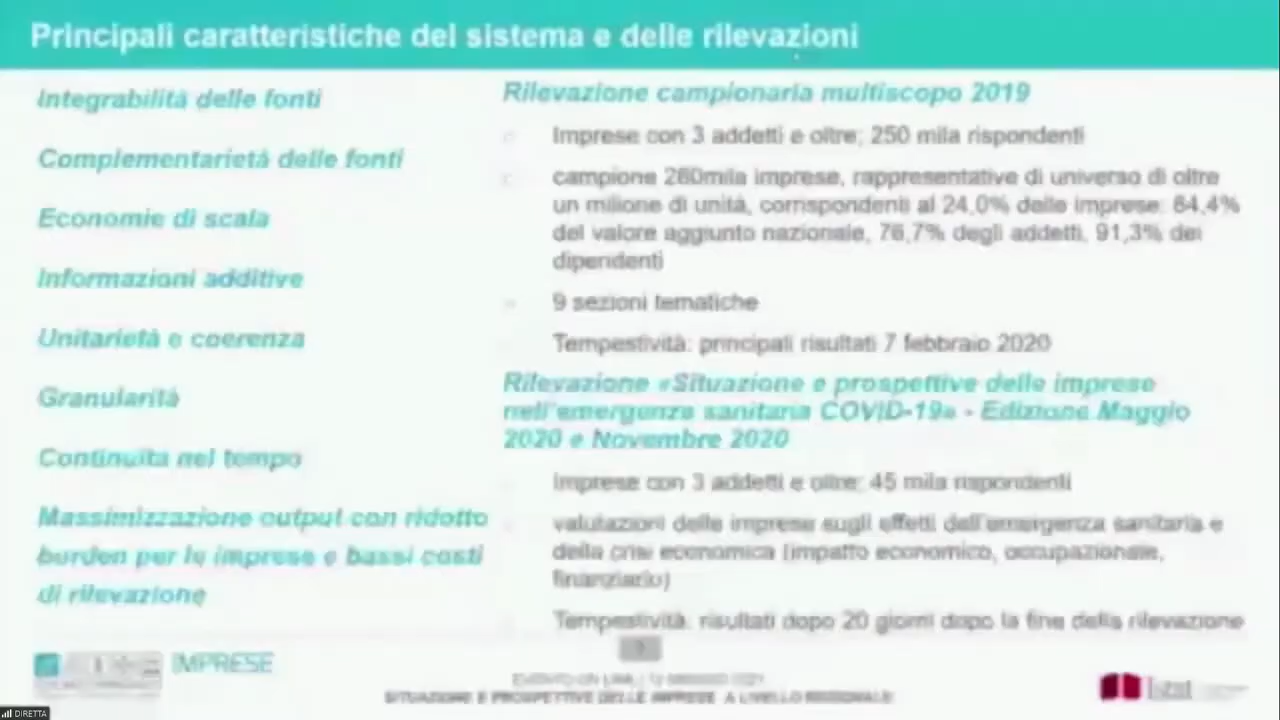 Principali caratteristiche del sistema e delle rilevazioni
Integrabilità delle fonti
Complementarietà delle fonti
Economie di scala
Informazioni additive
Unitarietà e coerenza
Granularità
Continuità nel tempo
Massimizzazione output con ridotto
burden per le imprese e bassi costi
di rilevazione
Rilevazione campionaria multiscopo 2019
Imprese con 3 addetti e oltre; 250 mila rispondenti
campione 280mila imprese, rappresentative di universo di oltre
un milione di unità, corrispondenti al 24,0% delle imprese: 84,4%
del valore aggiunto nazionale, 76,7% degli addetti, 91,3% dei
dipendenti
9 sezioni tematiche
Tempestività: principali risultati 7 febbraio 2020
Rilevazione «Situazione e prospettive delle imprese
nell'emergenza sanitaria COVID-19» - Edizione Maggio
2020 e Novembre 2020
Imprese con 3 addetti e oltre; 45 mila rispondenti
valutazioni delle imprese sugli effetti dell'emergenza sanitaria e
della crisi economica (impatto economico, occupazionale,
finanziario)
Tempestività: risultati dopo 20 giorni dopo la fine della rilevazione
IMPRESE
SITUAZIONE E PROSPETTIVE DELLE IMPRESE A LIVELLO REGIONALE
Istat
DIRETTA